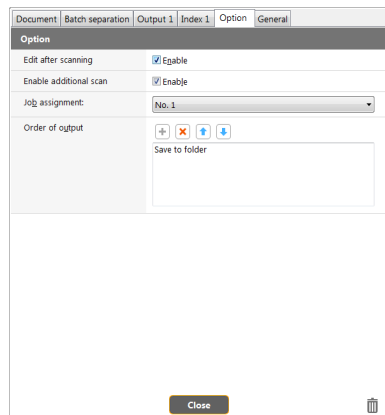 Document Batch separation Output 1 Index 1 Option General
Option
Edit after scanning Enable
Enable additional scan Enable
Job assignment: No. 1
Order of output
Save to folder
Close